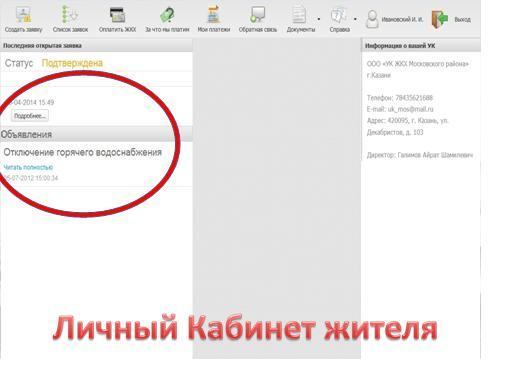 Создать заявку Список заявок Оплатить ЖКХ За что мы платим Мои платежи Обратная связь Документы Справка Ивановский И. И. Выход
Последняя открытая заявка
Информация о вашей УК
Статус Подтверждена
ООО «УК ЖКХ Московского района»
г.Казани
04-2014 15:49
Подробнее...
Телефон: 78435621688
E-mail: uk_mos@mail.ru
Адрес: 420095, г. Казань, ул.
Декабристов, д. 103
Объявления
Отключение горячего водоснабжения
Директор: Галимов Айрат Шамилевич
Читать полностью
25-07-2012 15:00:34
Личный Кабинет жителя